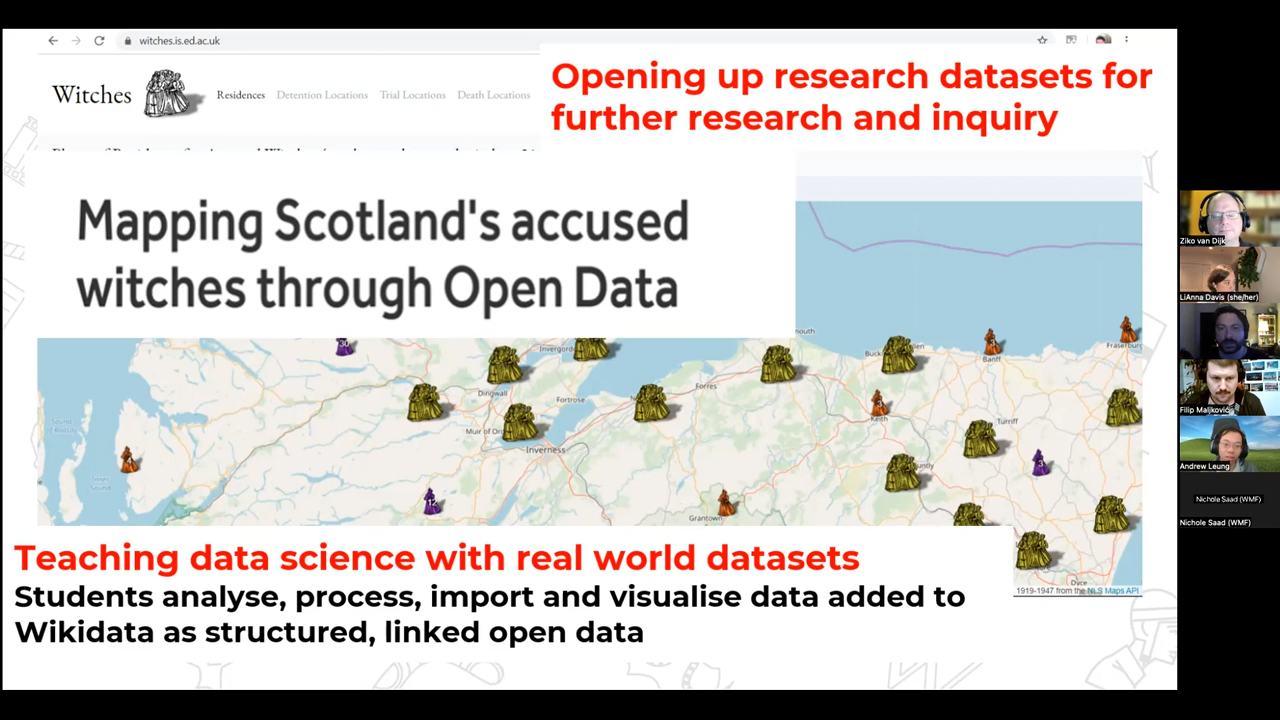 witches.is.ed.ac.uk
Witches
Residences Detention Locations Trial Locations Death Locations
Opening up research datasets for
further research and inquiry
Mapping Scotland's accused
witches through Open Data
Invergord
Dingwall
Fortrose
Forres
Banff
Keith
Turriff
Inverness
Grantown
Dyce
1919-1947 from the NLS Maps API
Teaching data science with real world datasets
Students analyse, process, import and visualise data added to
Wikidata as structured, linked open data
Ziko van Dijk
LiAnna Davis (she/her)
Filip Maljković
Andrew Leung
Nichole Saad (WMF)
Nichole Saad (WMF)